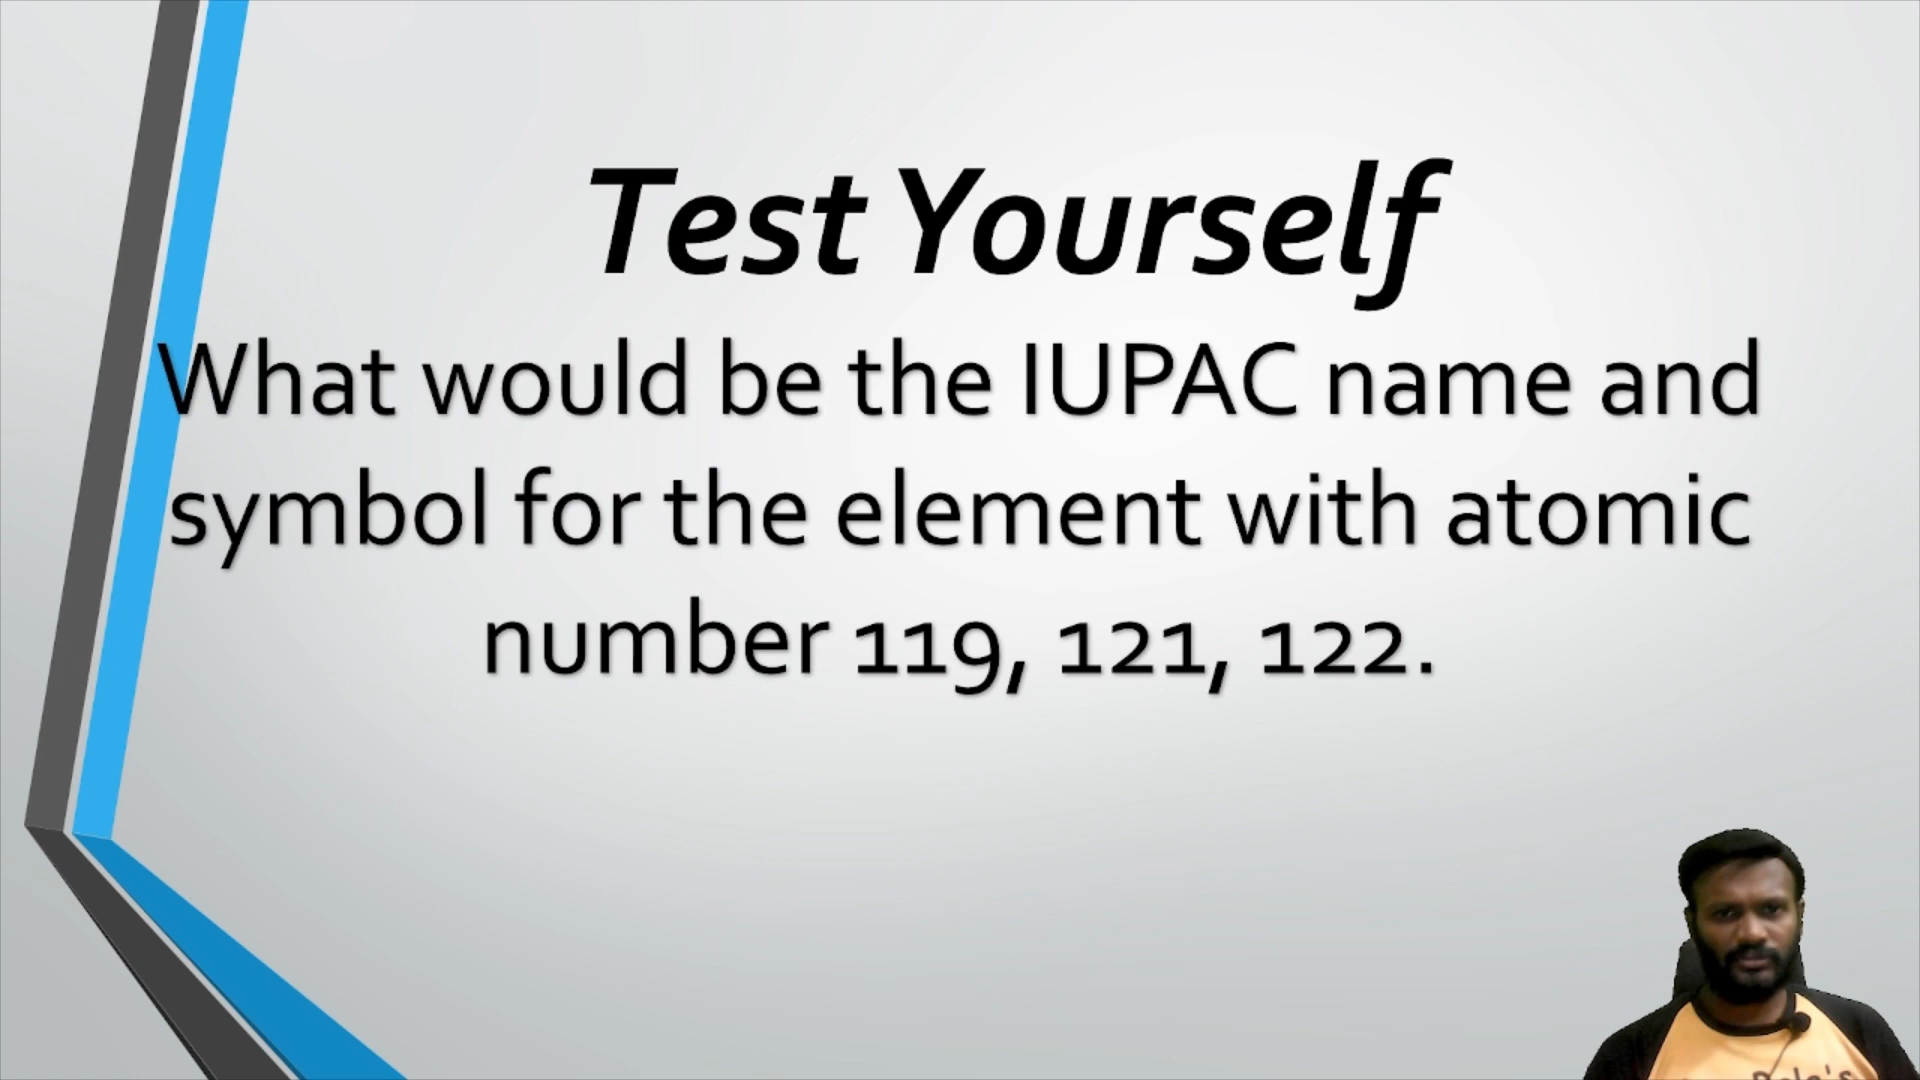 Test Yourself
What would be the IUPAC name and
symbol for the element with atomic
number 119, 121, 122.